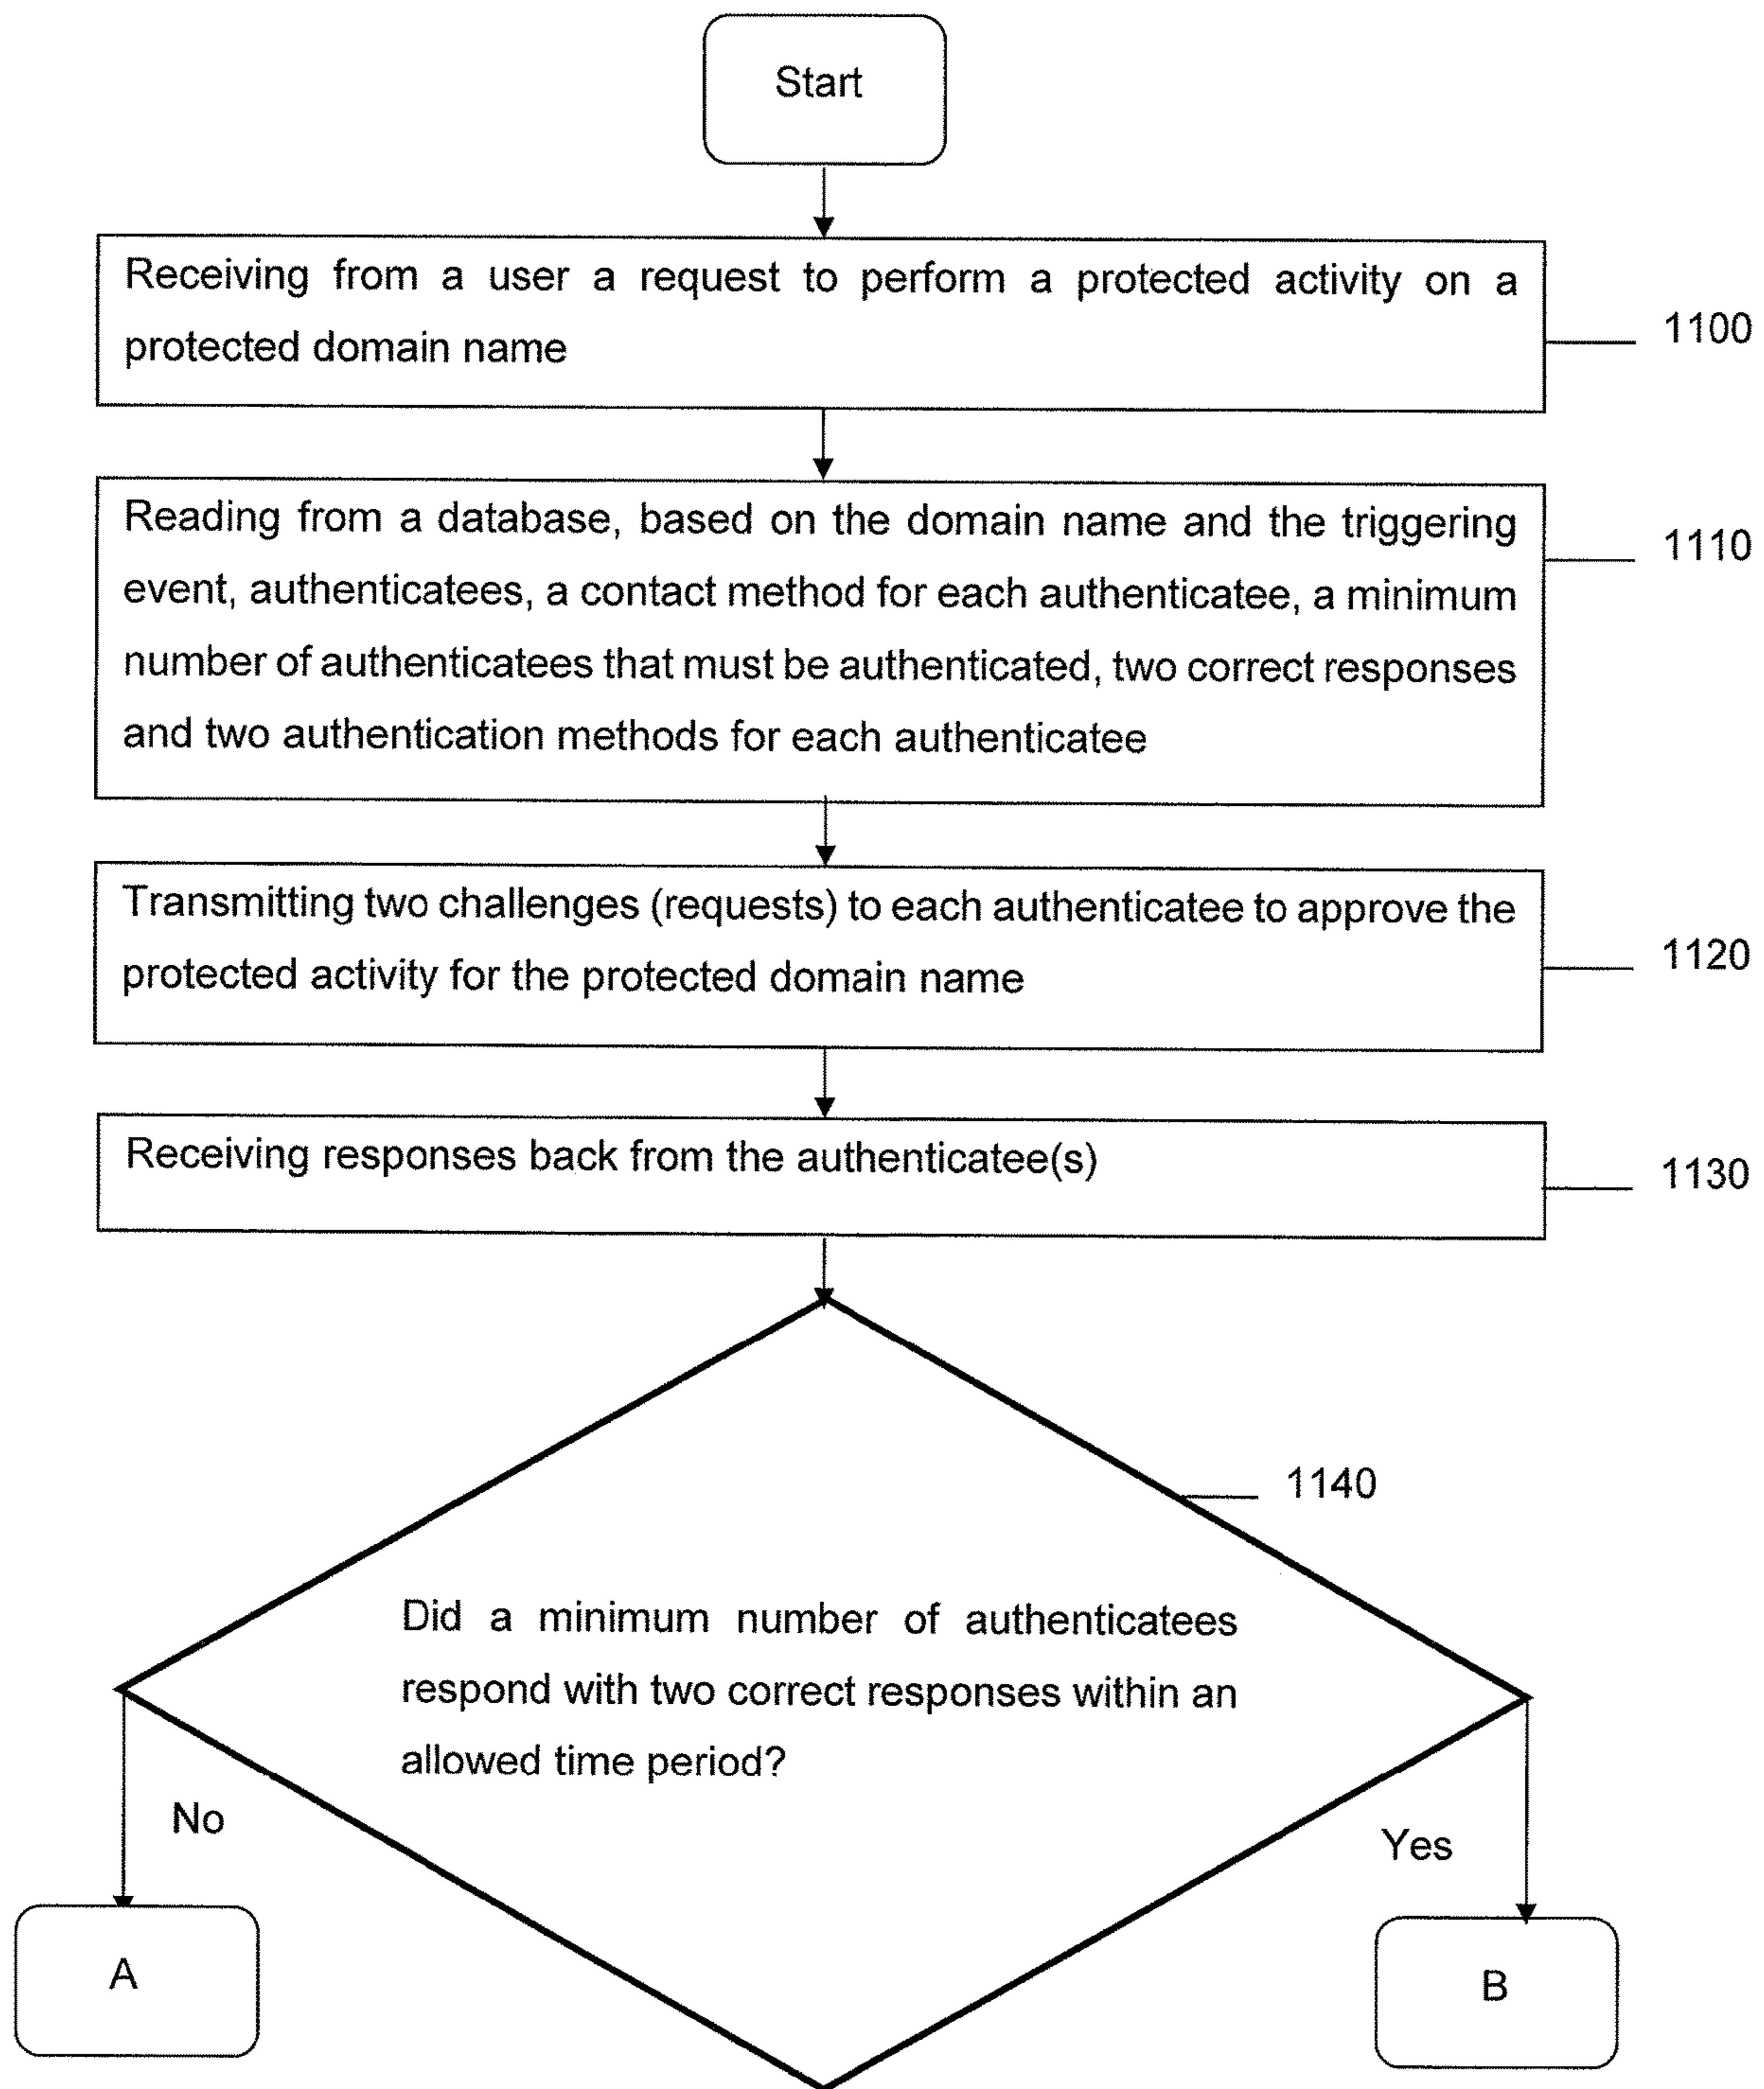 Start
Receiving from a user a request to perform a protected activity on a
protected domain name
1100
Reading from a database, based on the domain name and the triggering
event, authenticatees, a contact method for each authenticatee, a minimum
number of authenticatees that must be authenticated, two correct responses
and two authentication methods for each authenticatee
1110
Transmitting two challenges (requests) to each authenticatee to approve the
protected activity for the protected domain name
1120
Receiving responses back from the authenticatee(s)
1130
1140
Did a minimum number of authenticatees
respond with two correct responses within an
allowed time period?
No
Yes
A
B